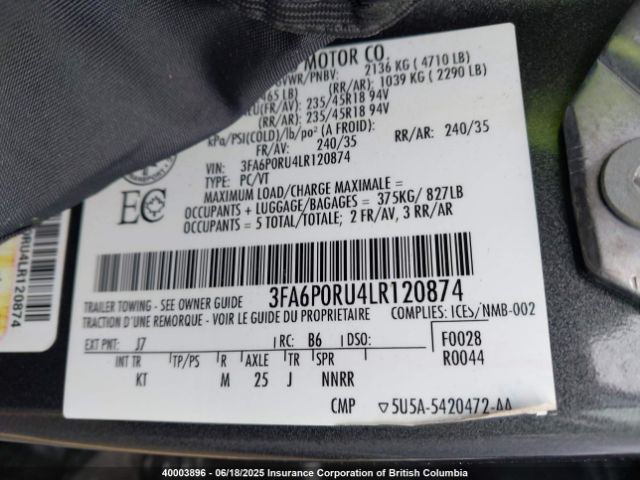 MOTOR CO.
GVWR/PNBV: 2136 KG ( 4710 LB)
65 LB) (RR/AR): 1039 KG ( 2290 LB)
(FR/AV): 235/45R18 94V
(RR/AR): 235/45R18 94V
kPa/PSI(COLD)/lb/po² (A FROID):
FR/AV: 240/35 RR/AR: 240/35
VIN: 3FA6P0RU4LR120874
TYPE: PC/VT
MAXIMUM LOAD/CHARGE MAXIMALE =
OCCUPANTS + LUGGAGE/BAGAGES = 375KG/ 827LB
OCCUPANTS = 5 TOTAL/TOTALE; 2 FR/AV, 3 RR/AR
EC
RU4LR120874
3FA6P0RU4LR120874
TRAILER TOWING - SEE OWNER GUIDE
TRACTION D'UNE REMORQUE - VOIR LE GUIDE DU PROPRIETAIRE COMPLIES: ICES/NMB-002
EXT PNT: J7 RC: B6 DSO: F0028
R0044
INT TR TP/PS R AXLE TR SPR
KT M 25 J NNRR
CMP ▽5U5A-5420472-AA
40003896 - 06/18/2025 Insurance Corporation of British Columbia